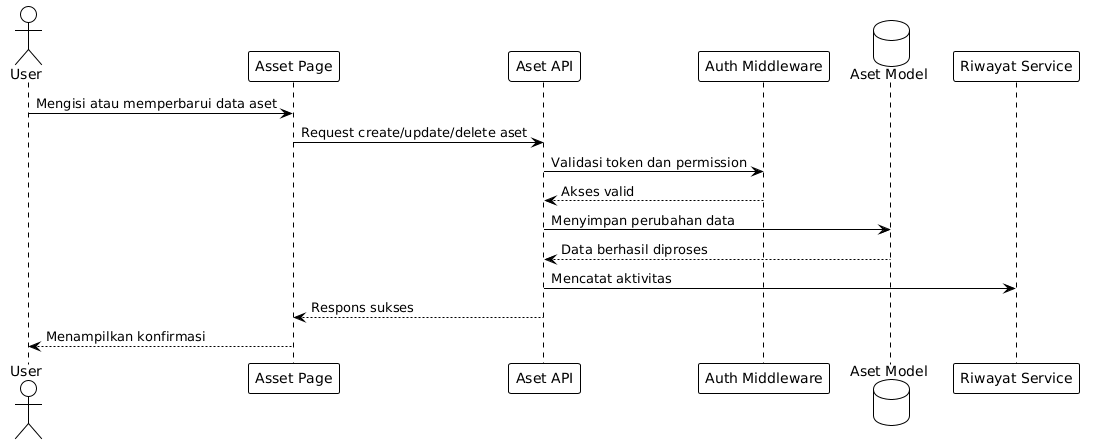 User
Asset Page
Aset API
Auth Middleware
Aset Model
Riwayat Service
Mengisi atau memperbarui data aset
Request create/update/delete aset
Validasi token dan permission
Akses valid
Menyimpan perubahan data
Data berhasil diproses
Mencatat aktivitas
Respons sukses
Menampilkan konfirmasi
User
Asset Page
Aset API
Auth Middleware
Aset Model
Riwayat Service